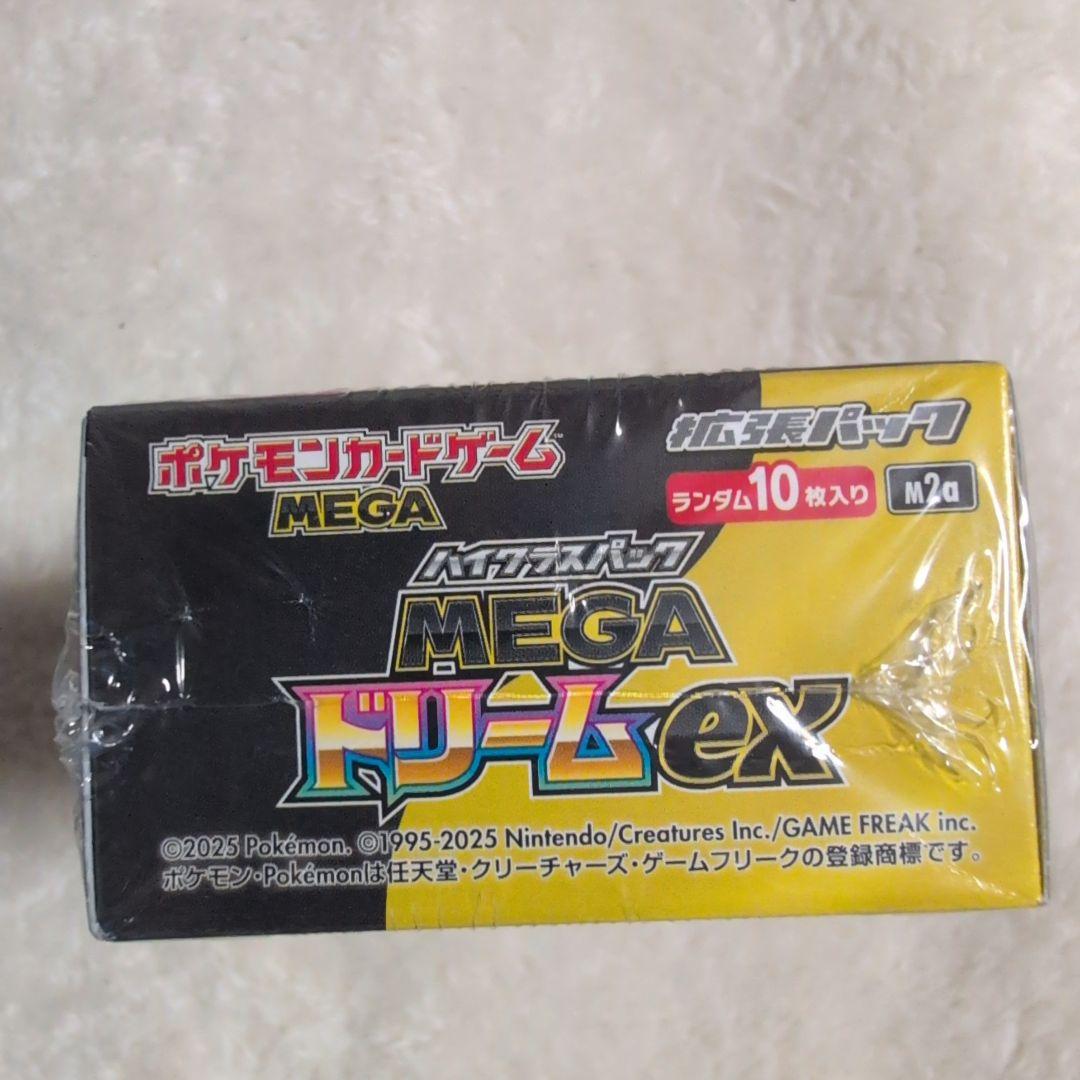 ポケモンカードゲーム™
MEGA
拡張パック
ランダム10枚入り
M2a
ハイクラスパック
MEGA
ドリームex
©2025 Pokémon. ©1995-2025 Nintendo/Creatures Inc./GAME FREAK inc.
ポケモン・Pokémonは任天堂・クリーチャーズ・ゲームフリークの登録商標です。